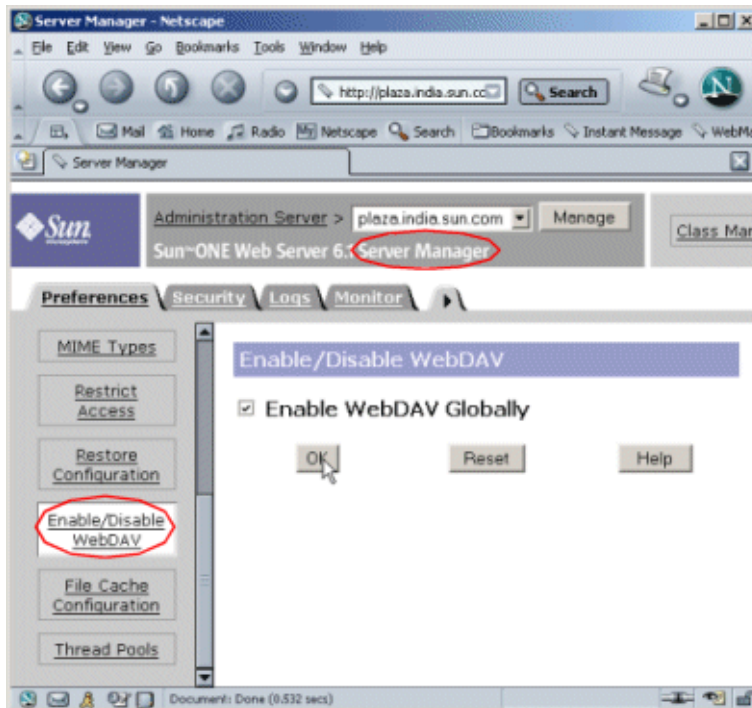 Server Manager - Netscape
File Edit View Go Bookmarks Tools Window Help
http://plaza.india.sun.cc Search
Mail Home Radio My Netscape Search Bookmarks Instant Message WebMa
Server Manager
Sun
Administration Server > plaza.india.sun.com Manage
Class Man
Sun ONE Web Server 6.1 Server Manager
Preferences Security Logs Monitor
MIME Types
Restrict
Access
Restore
Configuration
Enable/Disable
WebDAV
File Cache
Configuration
Thread Pools
Enable/Disable WebDAV
Enable WebDAV Globally
OK Reset Help
Document: Done (0.532 secs)